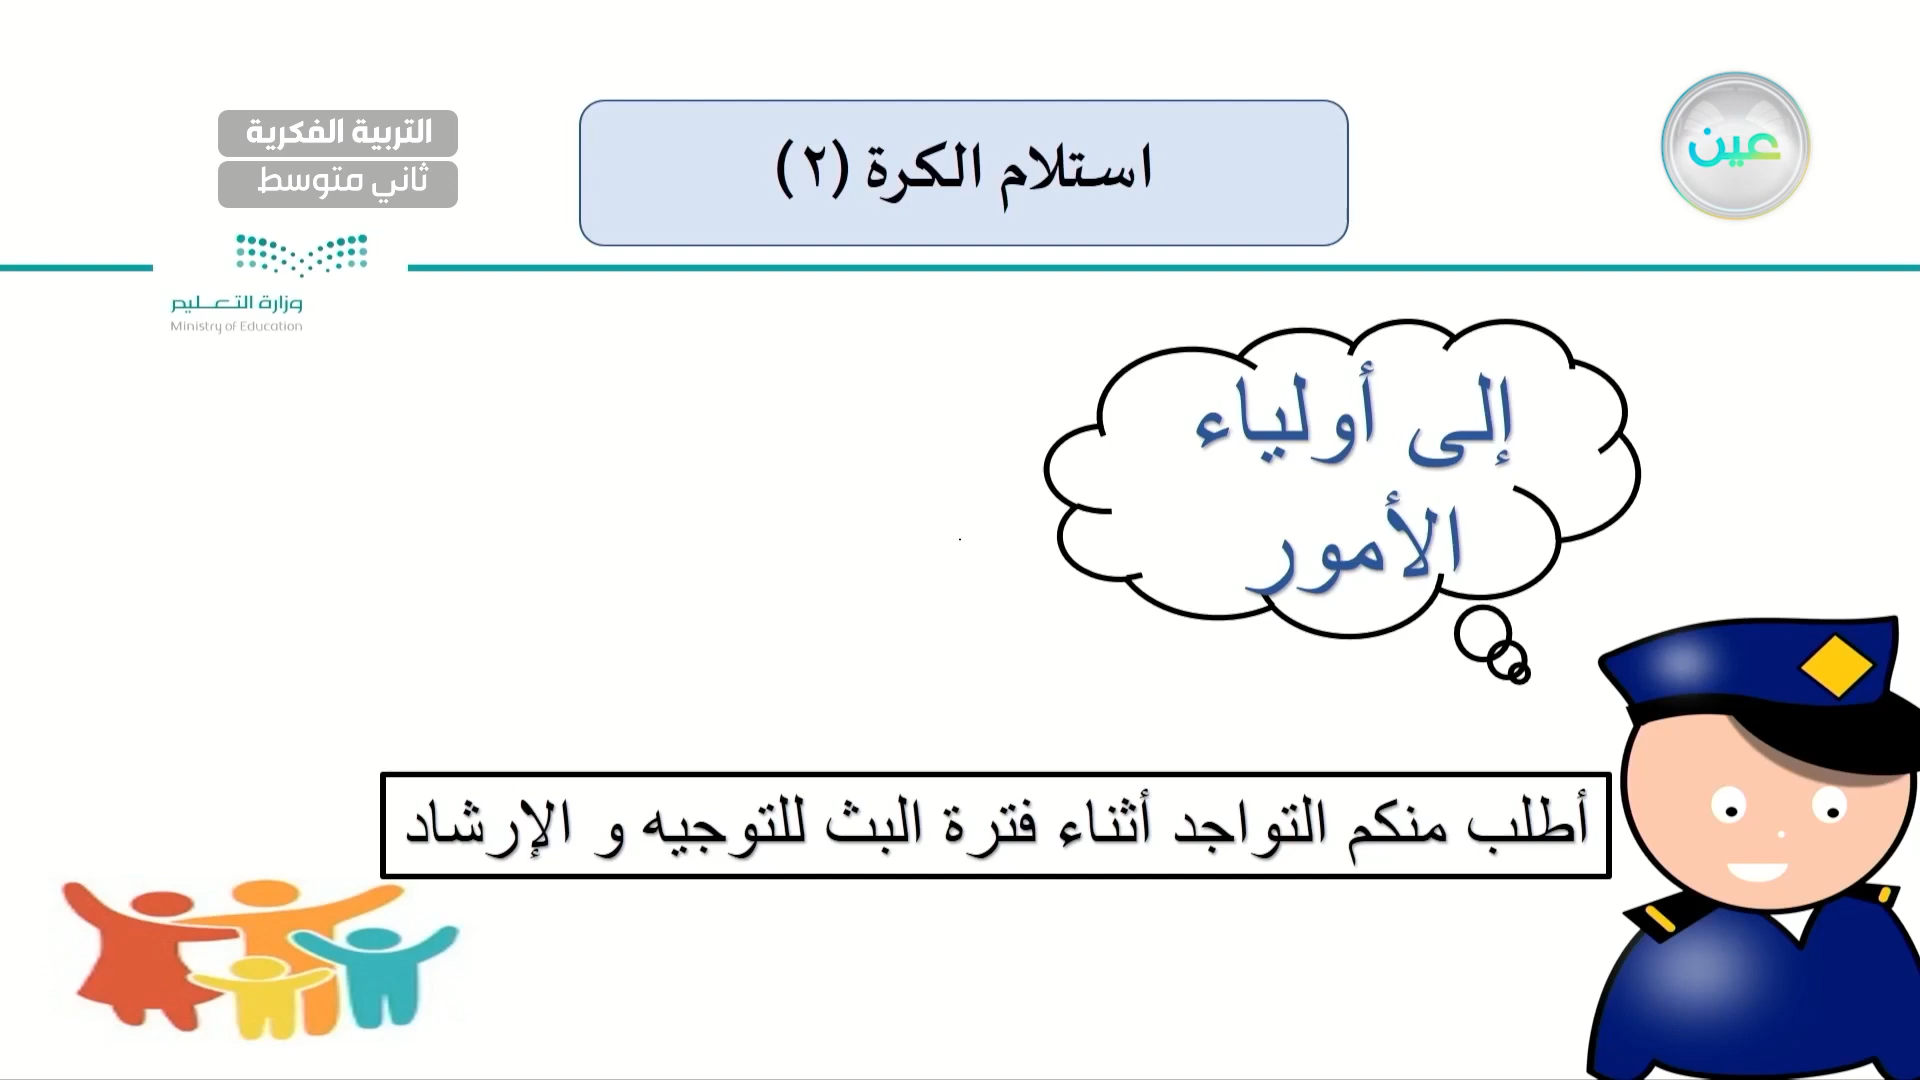 التربية الفكرية
ثاني متوسط
استلام الكرة (٢)
عين
وزارة التعليم
Ministry of Education
إلى أولياء
الأمور
أطلب منكم التواجد أثناء فترة البث للتوجيه و الإرشاد